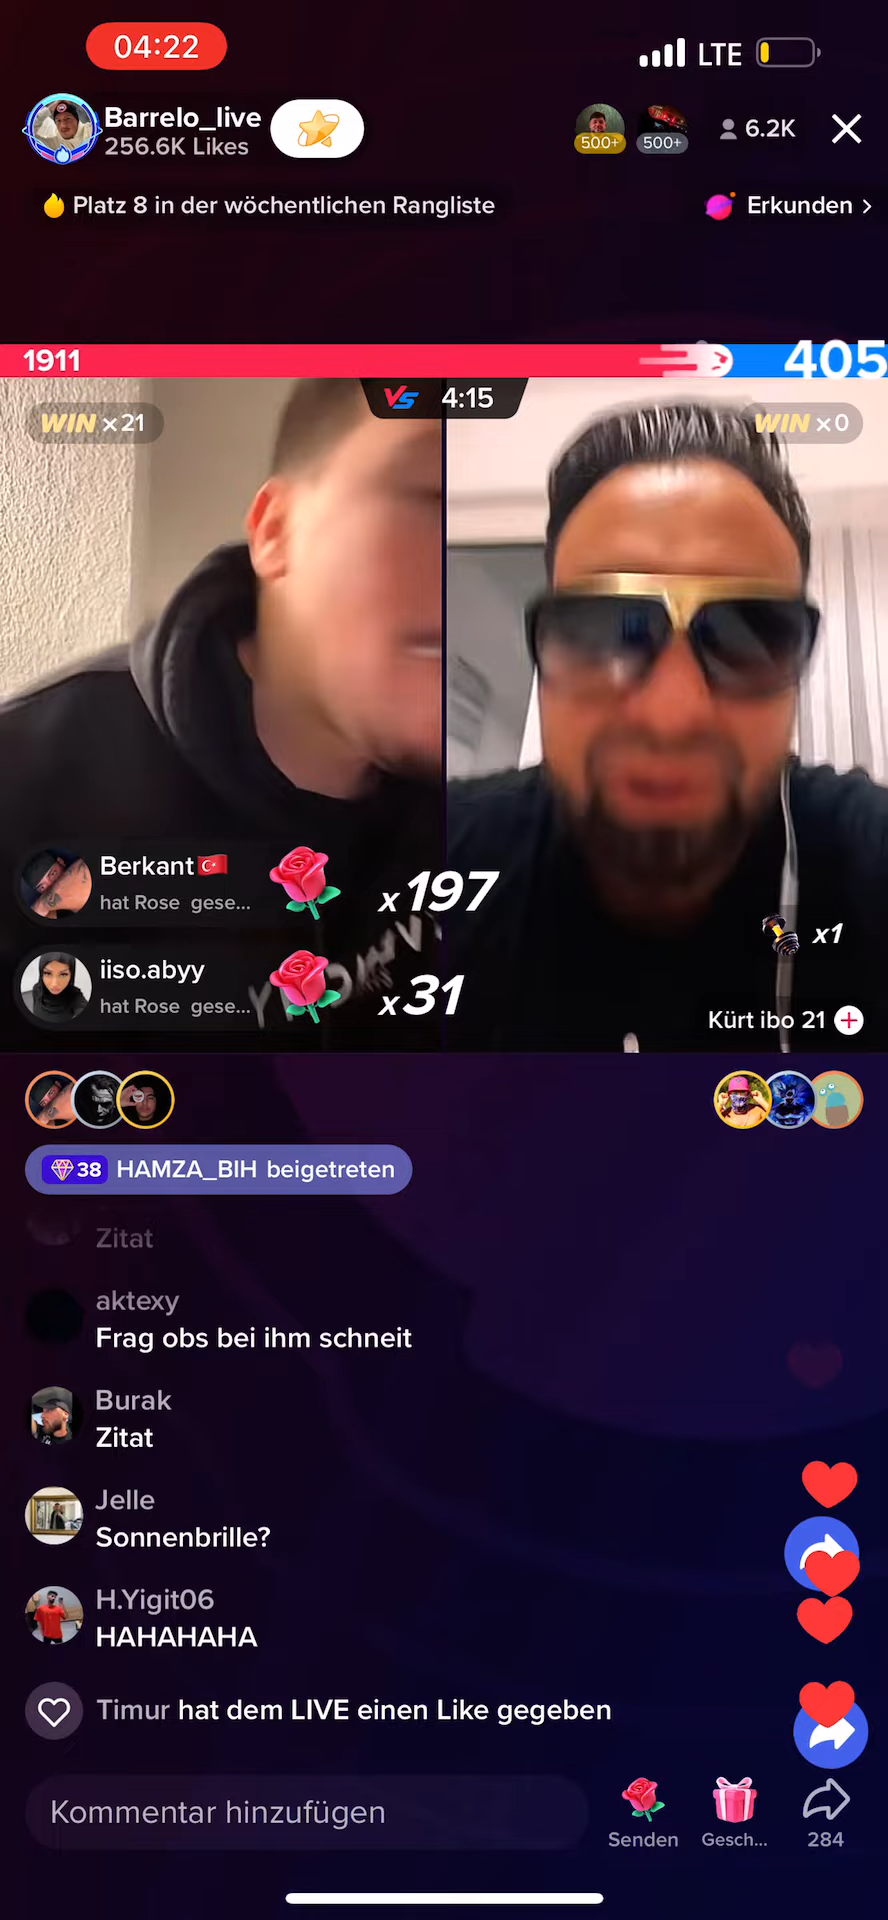 04:22
LTE
Barrelo_live
256.6K Likes
500+
500+
6.2K
Platz 8 in der wöchentlichen Rangliste
Erkunden >
1911
405
WIN x21
VS 4:15
WIN x0
Berkant🇹🇷
hat Rose gese...
x197
x1
iiso.abyy
hat Rose gese...
x31
Kürt ibo 21
38 HAMZA_BIH beigetreten
Zitat
aktexy
Frag obs bei ihm schneit
Burak
Zitat
Jelle
Sonnenbrille?
H.Yigit06
HAHAHAHA
Timur hat dem LIVE einen Like gegeben
Kommentar hinzufügen
Senden
Gesch...
284